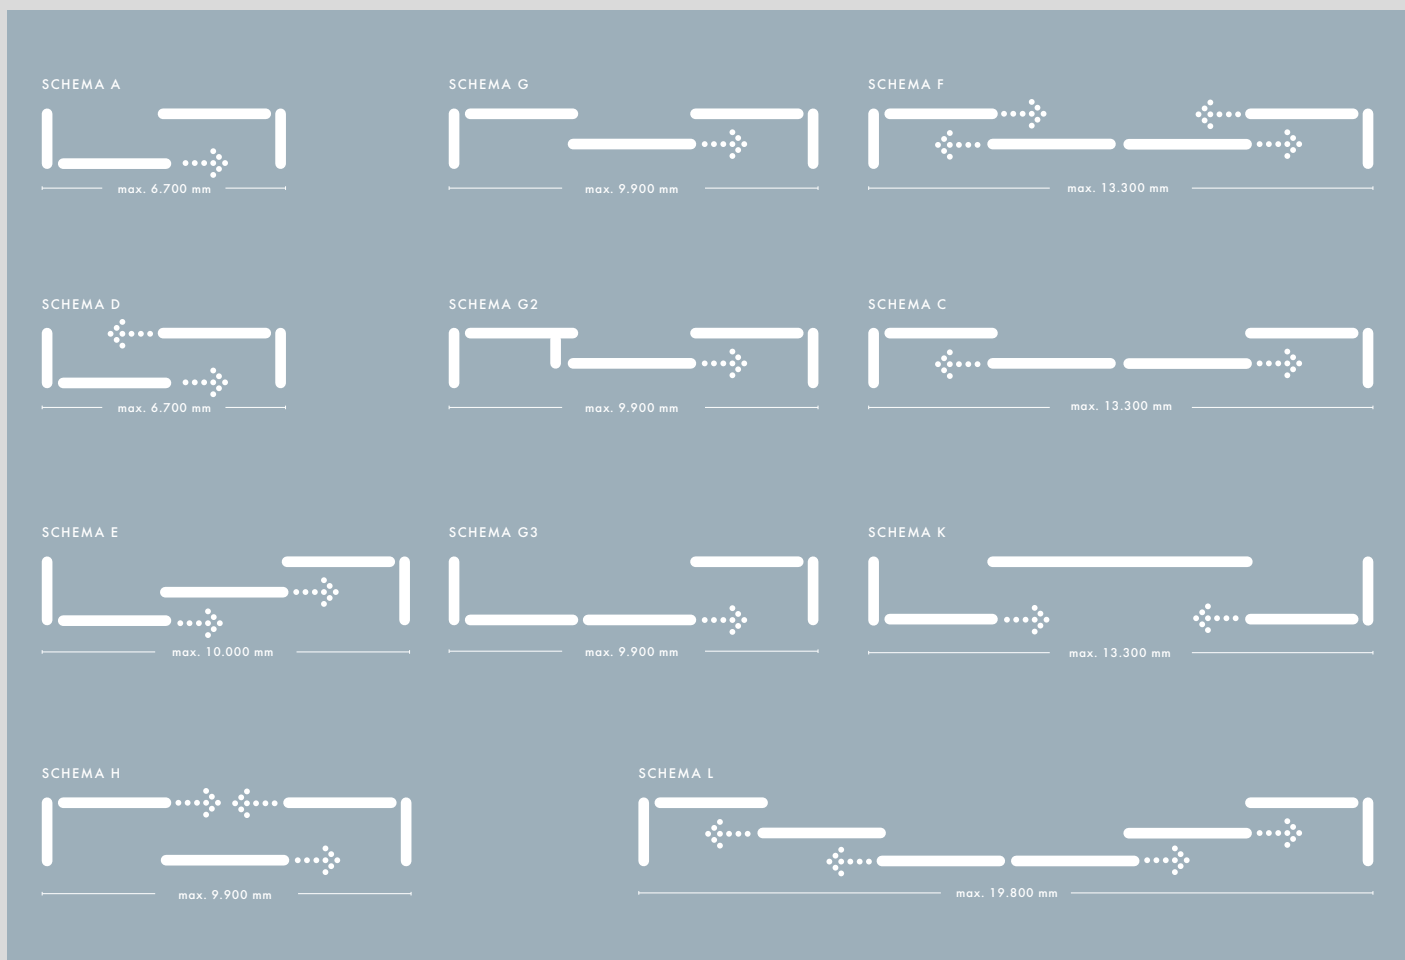 SCHEMA A
max. 6.700 mm
SCHEMA G
max. 9.900 mm
SCHEMA F
max. 13.300 mm
SCHEMA D
max. 6.700 mm
SCHEMA G2
max. 9.900 mm
SCHEMA C
max. 13.300 mm
SCHEMA E
max. 10.000 mm
SCHEMA G3
max. 9.900 mm
SCHEMA K
max. 13.300 mm
SCHEMA H
max. 9.900 mm
SCHEMA L
max. 19.800 mm